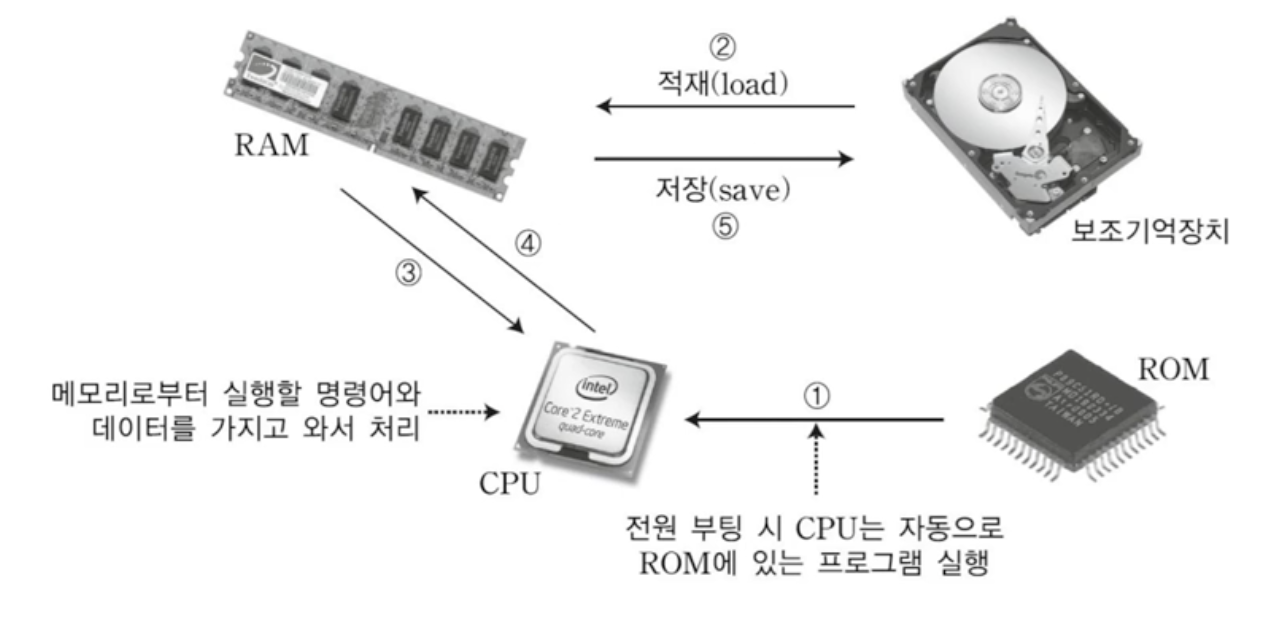 ②
적재(load)
RAM
저장(save)
⑤
보조기억장치
④
③
ROM
메모리로부터 실행할 명령어와
데이터를 가지고 와서 처리
intel
Core™2 Extreme
quad-core
①
CPU
전원 부팅 시 CPU는 자동으로
ROM에 있는 프로그램 실행